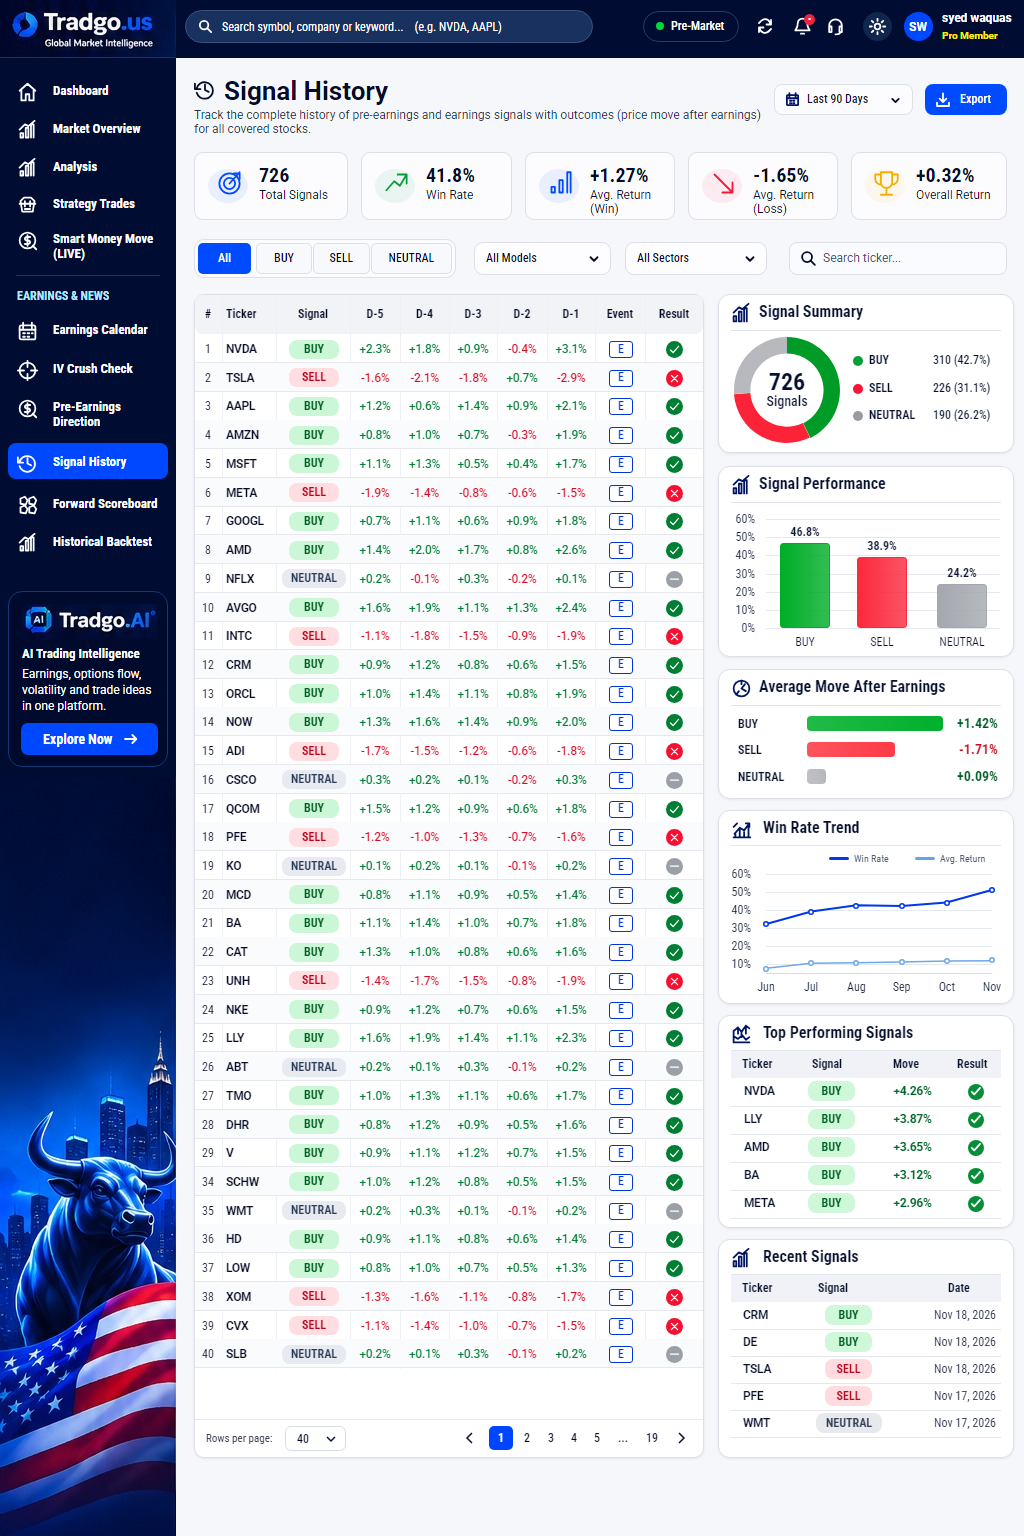 Tradgo.us
Global Market Intelligence
Search symbol, company or keyword... (e.g. NVDA, AAPL)
Pre-Market
SW
syed waquas
Pro Member
Dashboard
Market Overview
Analysis
Strategy Trades
Smart Money Move
(LIVE)
EARNINGS & NEWS
Earnings Calendar
IV Crush Check
Pre-Earnings
Direction
Signal History
Forward Scoreboard
Historical Backtest
AI Tradgo.AI
AI Trading Intelligence
Earnings, options flow,
volatility and trade ideas
in one platform.
Explore Now
Signal History
Track the complete history of pre-earnings and earnings signals with outcomes (price move after earnings)
for all covered stocks.
Last 90 Days
Export
726
Total Signals
41.8%
Win Rate
+1.27%
Avg. Return
(Win)
-1.65%
Avg. Return
(Loss)
+0.32%
Overall Return
All BUY SELL NEUTRAL
All Models
All Sectors
Search ticker...
# Ticker Signal D-5 D-4 D-3 D-2 D-1 Event Result
1 NVDA BUY +2.3% +1.8% +0.9% -0.4% +3.1% E
2 TSLA SELL -1.6% -2.1% -1.8% +0.7% -2.9% E
3 AAPL BUY +1.2% +0.6% +1.4% +0.9% +2.1% E
4 AMZN BUY +0.8% +1.0% +0.7% -0.3% +1.9% E
5 MSFT BUY +1.1% +1.3% +0.5% +0.4% +1.7% E
6 META SELL -1.9% -1.4% -0.8% -0.6% -1.5% E
7 GOOGL BUY +0.7% +1.1% +0.6% +0.9% +1.8% E
8 AMD BUY +1.4% +2.0% +1.7% +0.8% +2.6% E
9 NFLX NEUTRAL +0.2% -0.1% +0.3% -0.2% +0.1% E
10 AVGO BUY +1.6% +1.9% +1.1% +1.3% +2.4% E
11 INTC SELL -1.1% -1.8% -1.5% -0.9% -1.9% E
12 CRM BUY +0.9% +1.2% +0.8% +0.6% +1.5% E
13 ORCL BUY +1.0% +1.4% +1.1% +0.8% +1.9% E
14 NOW BUY +1.3% +1.6% +1.4% +0.9% +2.0% E
15 ADI SELL -1.7% -1.5% -1.2% -0.6% -1.8% E
16 CSCO NEUTRAL +0.3% +0.2% +0.1% -0.2% +0.3% E
17 QCOM BUY +1.5% +1.2% +0.9% +0.6% +1.8% E
18 PFE SELL -1.2% -1.0% -1.3% -0.7% -1.6% E
19 KO NEUTRAL +0.1% +0.2% +0.1% -0.1% +0.2% E
20 MCD BUY +0.8% +1.1% +0.9% +0.5% +1.4% E
21 BA BUY +1.1% +1.4% +1.0% +0.7% +1.8% E
22 CAT BUY +1.3% +1.0% +0.8% +0.6% +1.6% E
23 UNH SELL -1.4% -1.7% -1.5% -0.8% -1.9% E
24 NKE BUY +0.9% +1.2% +0.7% +0.6% +1.5% E
25 LLY BUY +1.6% +1.9% +1.4% +1.1% +2.3% E
26 ABT NEUTRAL +0.2% +0.1% +0.3% -0.1% +0.2% E
27 TMO BUY +1.0% +1.3% +1.1% +0.6% +1.7% E
28 DHR BUY +0.8% +1.2% +0.9% +0.5% +1.6% E
29 V BUY +0.9% +1.1% +1.2% +0.7% +1.5% E
34 SCHW BUY +1.0% +1.2% +0.8% +0.5% +1.5% E
35 WMT NEUTRAL +0.2% +0.3% +0.1% -0.1% +0.2% E
36 HD BUY +0.9% +1.1% +0.8% +0.6% +1.4% E
37 LOW BUY +0.8% +1.0% +0.7% +0.5% +1.3% E
38 XOM SELL -1.3% -1.6% -1.1% -0.8% -1.7% E
39 CVX SELL -1.1% -1.4% -1.0% -0.7% -1.5% E
40 SLB NEUTRAL +0.2% +0.1% +0.3% -0.1% +0.2% E
Rows per page: 40
1 2 3 4 5 ... 19
Signal Summary
726
Signals
BUY 310 (42.7%)
SELL 226 (31.1%)
NEUTRAL 190 (26.2%)
Signal Performance
60%
50%
40%
30%
20%
10%
0%
46.8%
38.9%
24.2%
BUY SELL NEUTRAL
Average Move After Earnings
BUY +1.42%
SELL -1.71%
NEUTRAL +0.09%
Win Rate Trend
Win Rate Avg. Return
60%
50%
40%
30%
20%
10%
Jun Jul Aug Sep Oct Nov
Top Performing Signals
Ticker Signal Move Result
NVDA BUY +4.26%
LLY BUY +3.87%
AMD BUY +3.65%
BA BUY +3.12%
META BUY +2.96%
Recent Signals
Ticker Signal Date
CRM BUY Nov 18, 2026
DE BUY Nov 18, 2026
TSLA SELL Nov 18, 2026
PFE SELL Nov 17, 2026
WMT NEUTRAL Nov 17, 2026